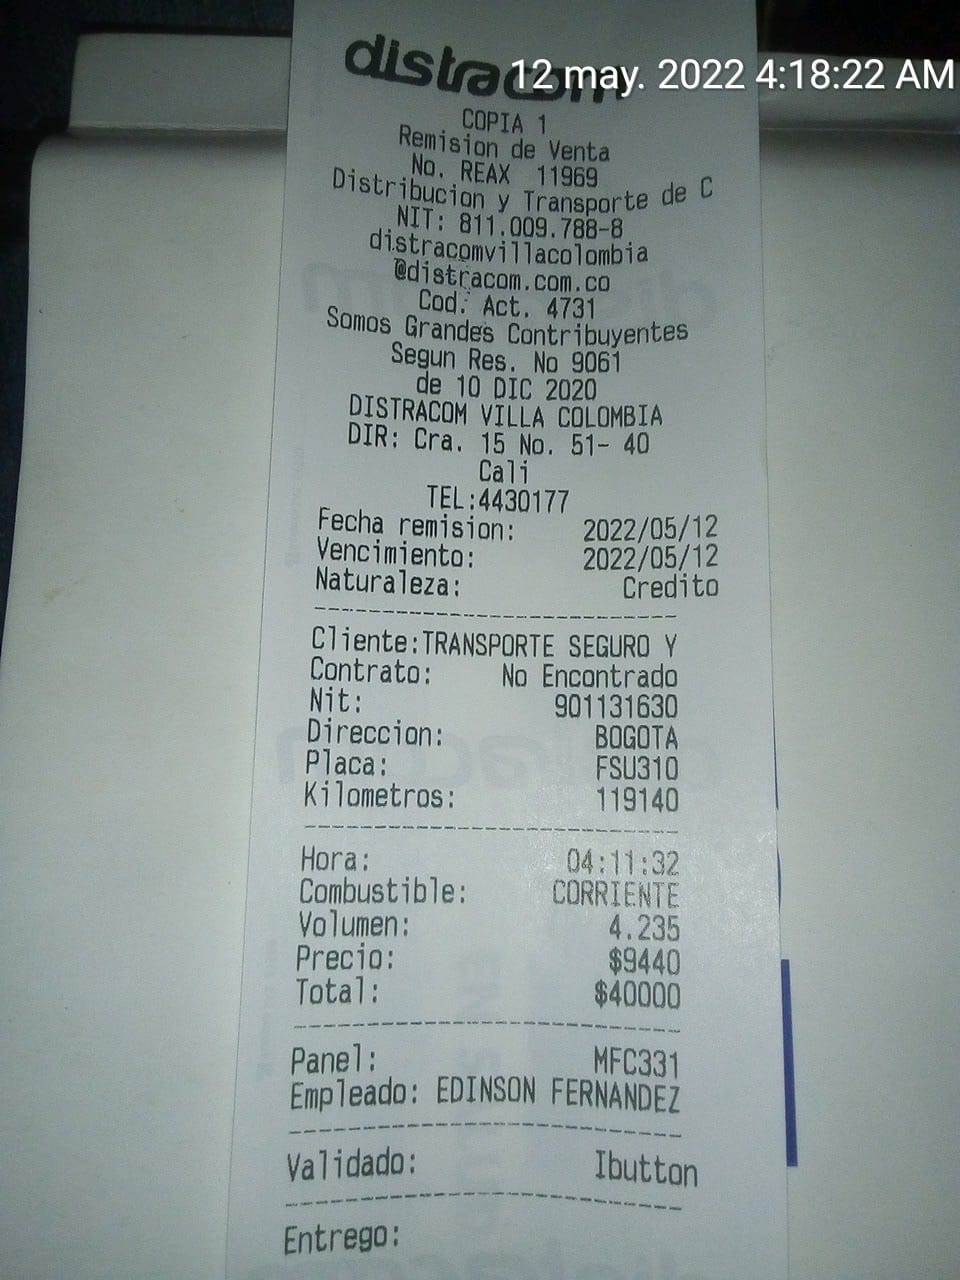 distracom
12 may. 2022 4:18:22 AM
COPIA 1
Remision de Venta
No. REAX 11969
Distribucion y Transporte de C
NIT: 811.009.788-8
distracomvillacolombia
@distracom.com.co
Cod. Act. 4731
Somos Grandes Contribuyentes
Segun Res. No 9061
de 10 DIC 2020
DISTRACOM VILLA COLOMBIA
DIR: Cra. 15 No. 51- 40
Cali
TEL:4430177
Fecha remision: 2022/05/12
Vencimiento: 2022/05/12
Naturaleza: Credito
Cliente:TRANSPORTE SEGURO Y
Contrato: No Encontrado
Nit: 901131630
Direccion: BOGOTA
Placa: FSU310
Kilometros: 119140
Hora: 04:11:32
Combustible: CORRIENTE
Volumen: 4.235
Precio: $9440
Total: $40000
Panel: MFC331
Empleado: EDINSON FERNANDEZ
Validado: Ibutton
Entrego: